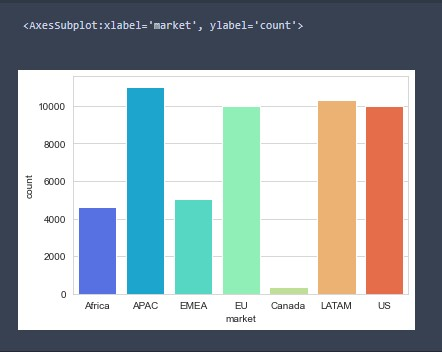 <AxesSubplot:xlabel='market', ylabel='count'>
10000
8000
6000
4000
2000
0
count
Africa APAC EMEA EU Canada LATAM US
market